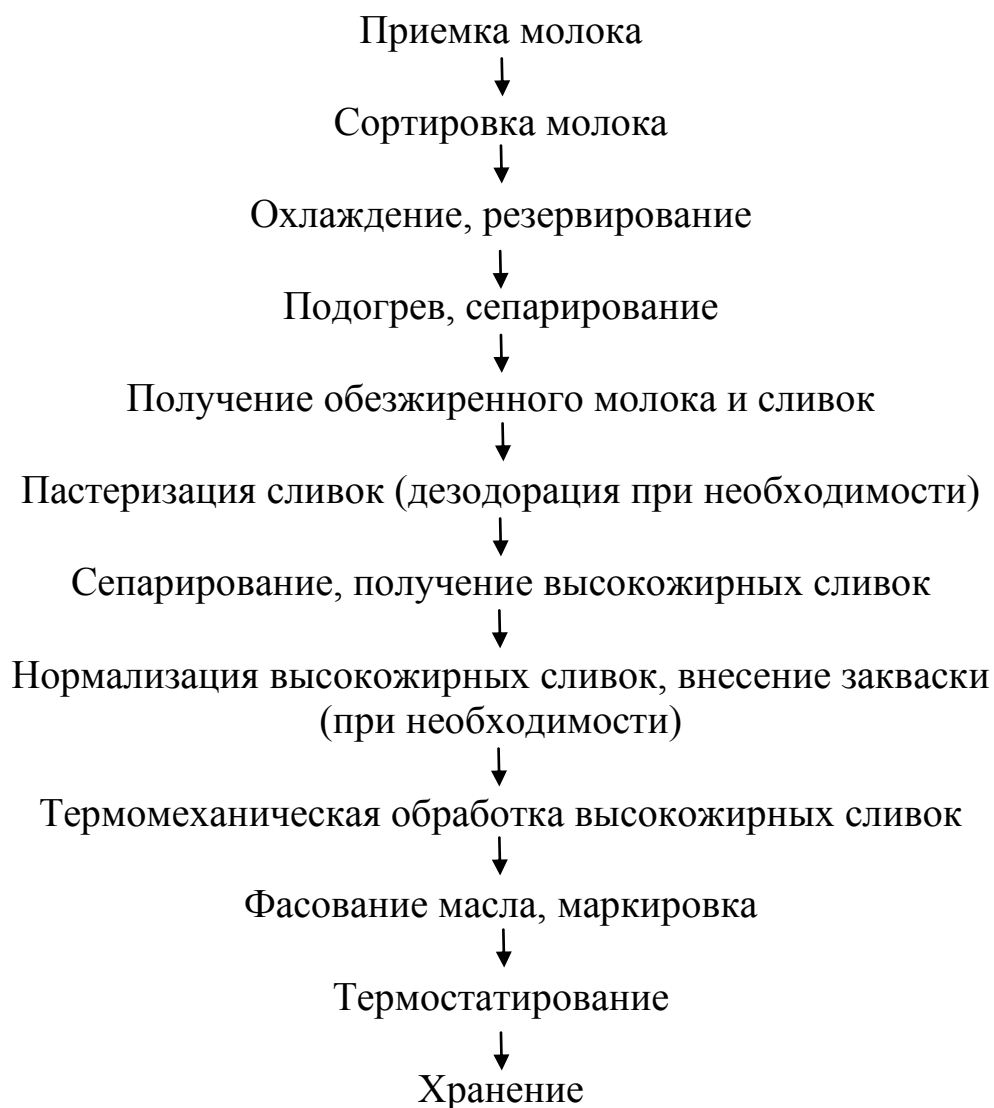 Приемка молока
Сортировка молока
Охлаждение, резервирование
Подогрев, сепарирование
Получение обезжиренного молока и сливок
Пастеризация сливок (дезодорация при необходимости)
Сепарирование, получение высокожирных сливок
Нормализация высокожирных сливок, внесение закваски
(при необходимости)
Термомеханическая обработка высокожирных сливок
Фасование масла, маркировка
Термостатирование
Хранение